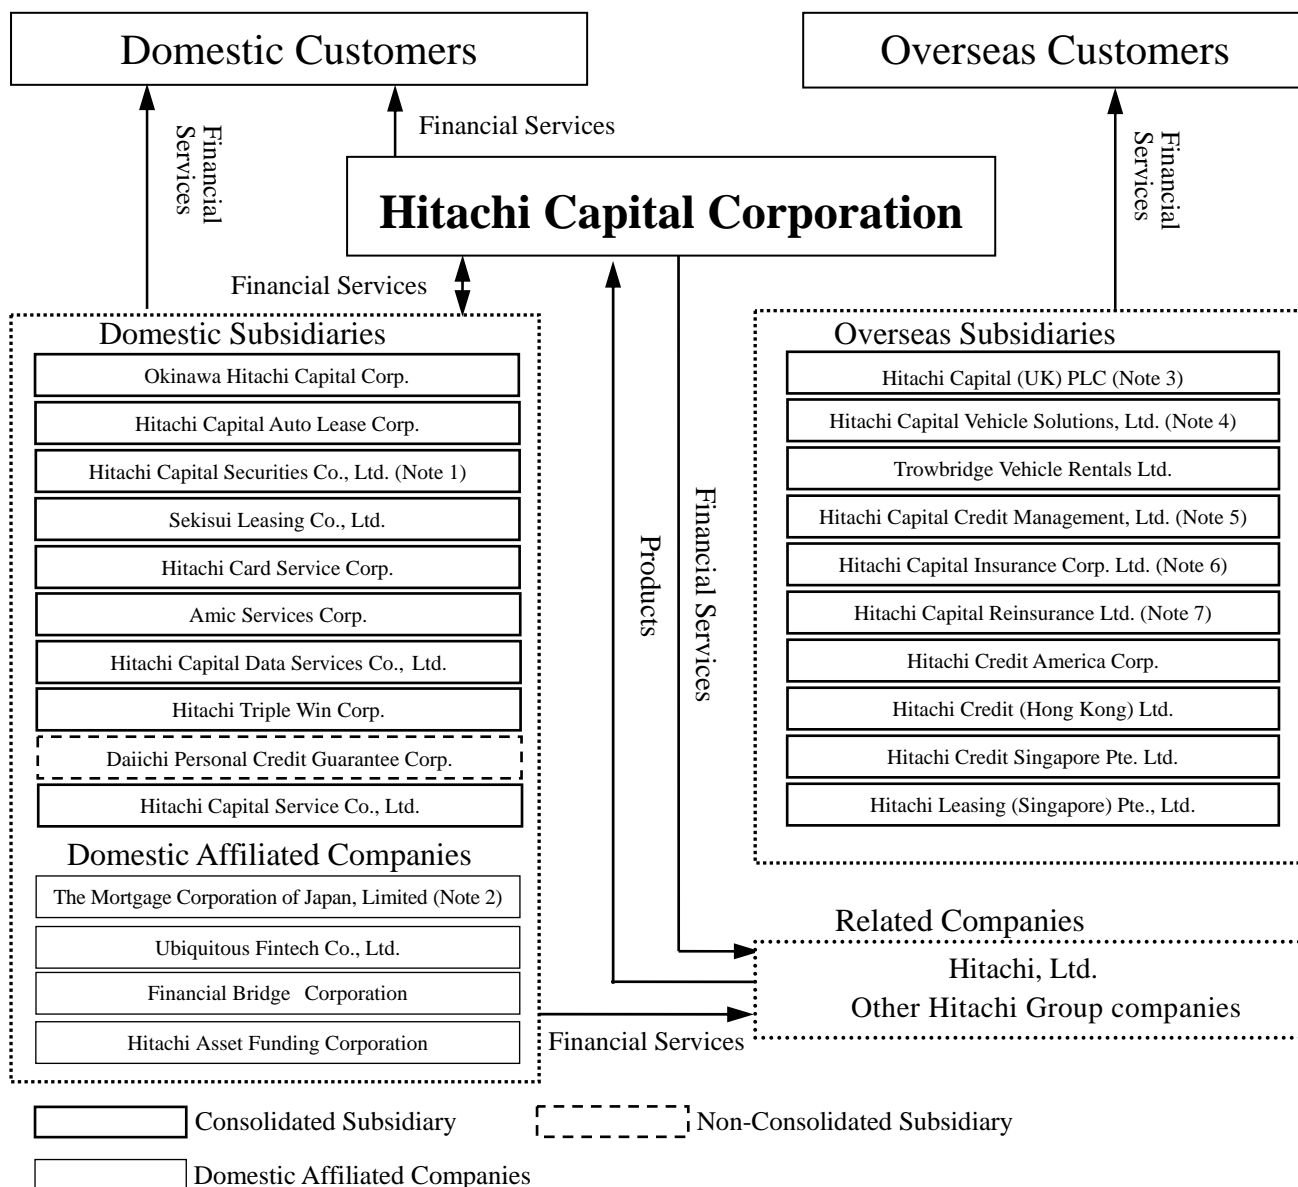 Domestic Customers
Overseas Customers
Financial
Services
Financial Services
Financial
Services
Hitachi Capital Corporation
Financial Services
Domestic Subsidiaries
Okinawa Hitachi Capital Corp.
Hitachi Capital Auto Lease Corp.
Hitachi Capital Securities Co., Ltd. (Note 1)
Sekisui Leasing Co., Ltd.
Hitachi Card Service Corp.
Amic Services Corp.
Hitachi Capital Data Services Co., Ltd.
Hitachi Triple Win Corp.
Daiichi Personal Credit Guarantee Corp.
Hitachi Capital Service Co., Ltd.
Domestic Affiliated Companies
The Mortgage Corporation of Japan, Limited (Note 2)
Ubiquitous Fintech Co., Ltd.
Financial Bridge Corporation
Hitachi Asset Funding Corporation
Products
Financial Services
Overseas Subsidiaries
Hitachi Capital (UK) PLC (Note 3)
Hitachi Capital Vehicle Solutions, Ltd. (Note 4)
Trowbridge Vehicle Rentals Ltd.
Hitachi Capital Credit Management, Ltd. (Note 5)
Hitachi Capital Insurance Corp. Ltd. (Note 6)
Hitachi Capital Reinsurance Ltd. (Note 7)
Hitachi Credit America Corp.
Hitachi Credit (Hong Kong) Ltd.
Hitachi Credit Singapore Pte. Ltd.
Hitachi Leasing (Singapore) Pte., Ltd.
Related Companies
Hitachi, Ltd.
Other Hitachi Group companies
Financial Services
Consolidated Subsidiary
Non-Consolidated Subsidiary
Domestic Affiliated Companies